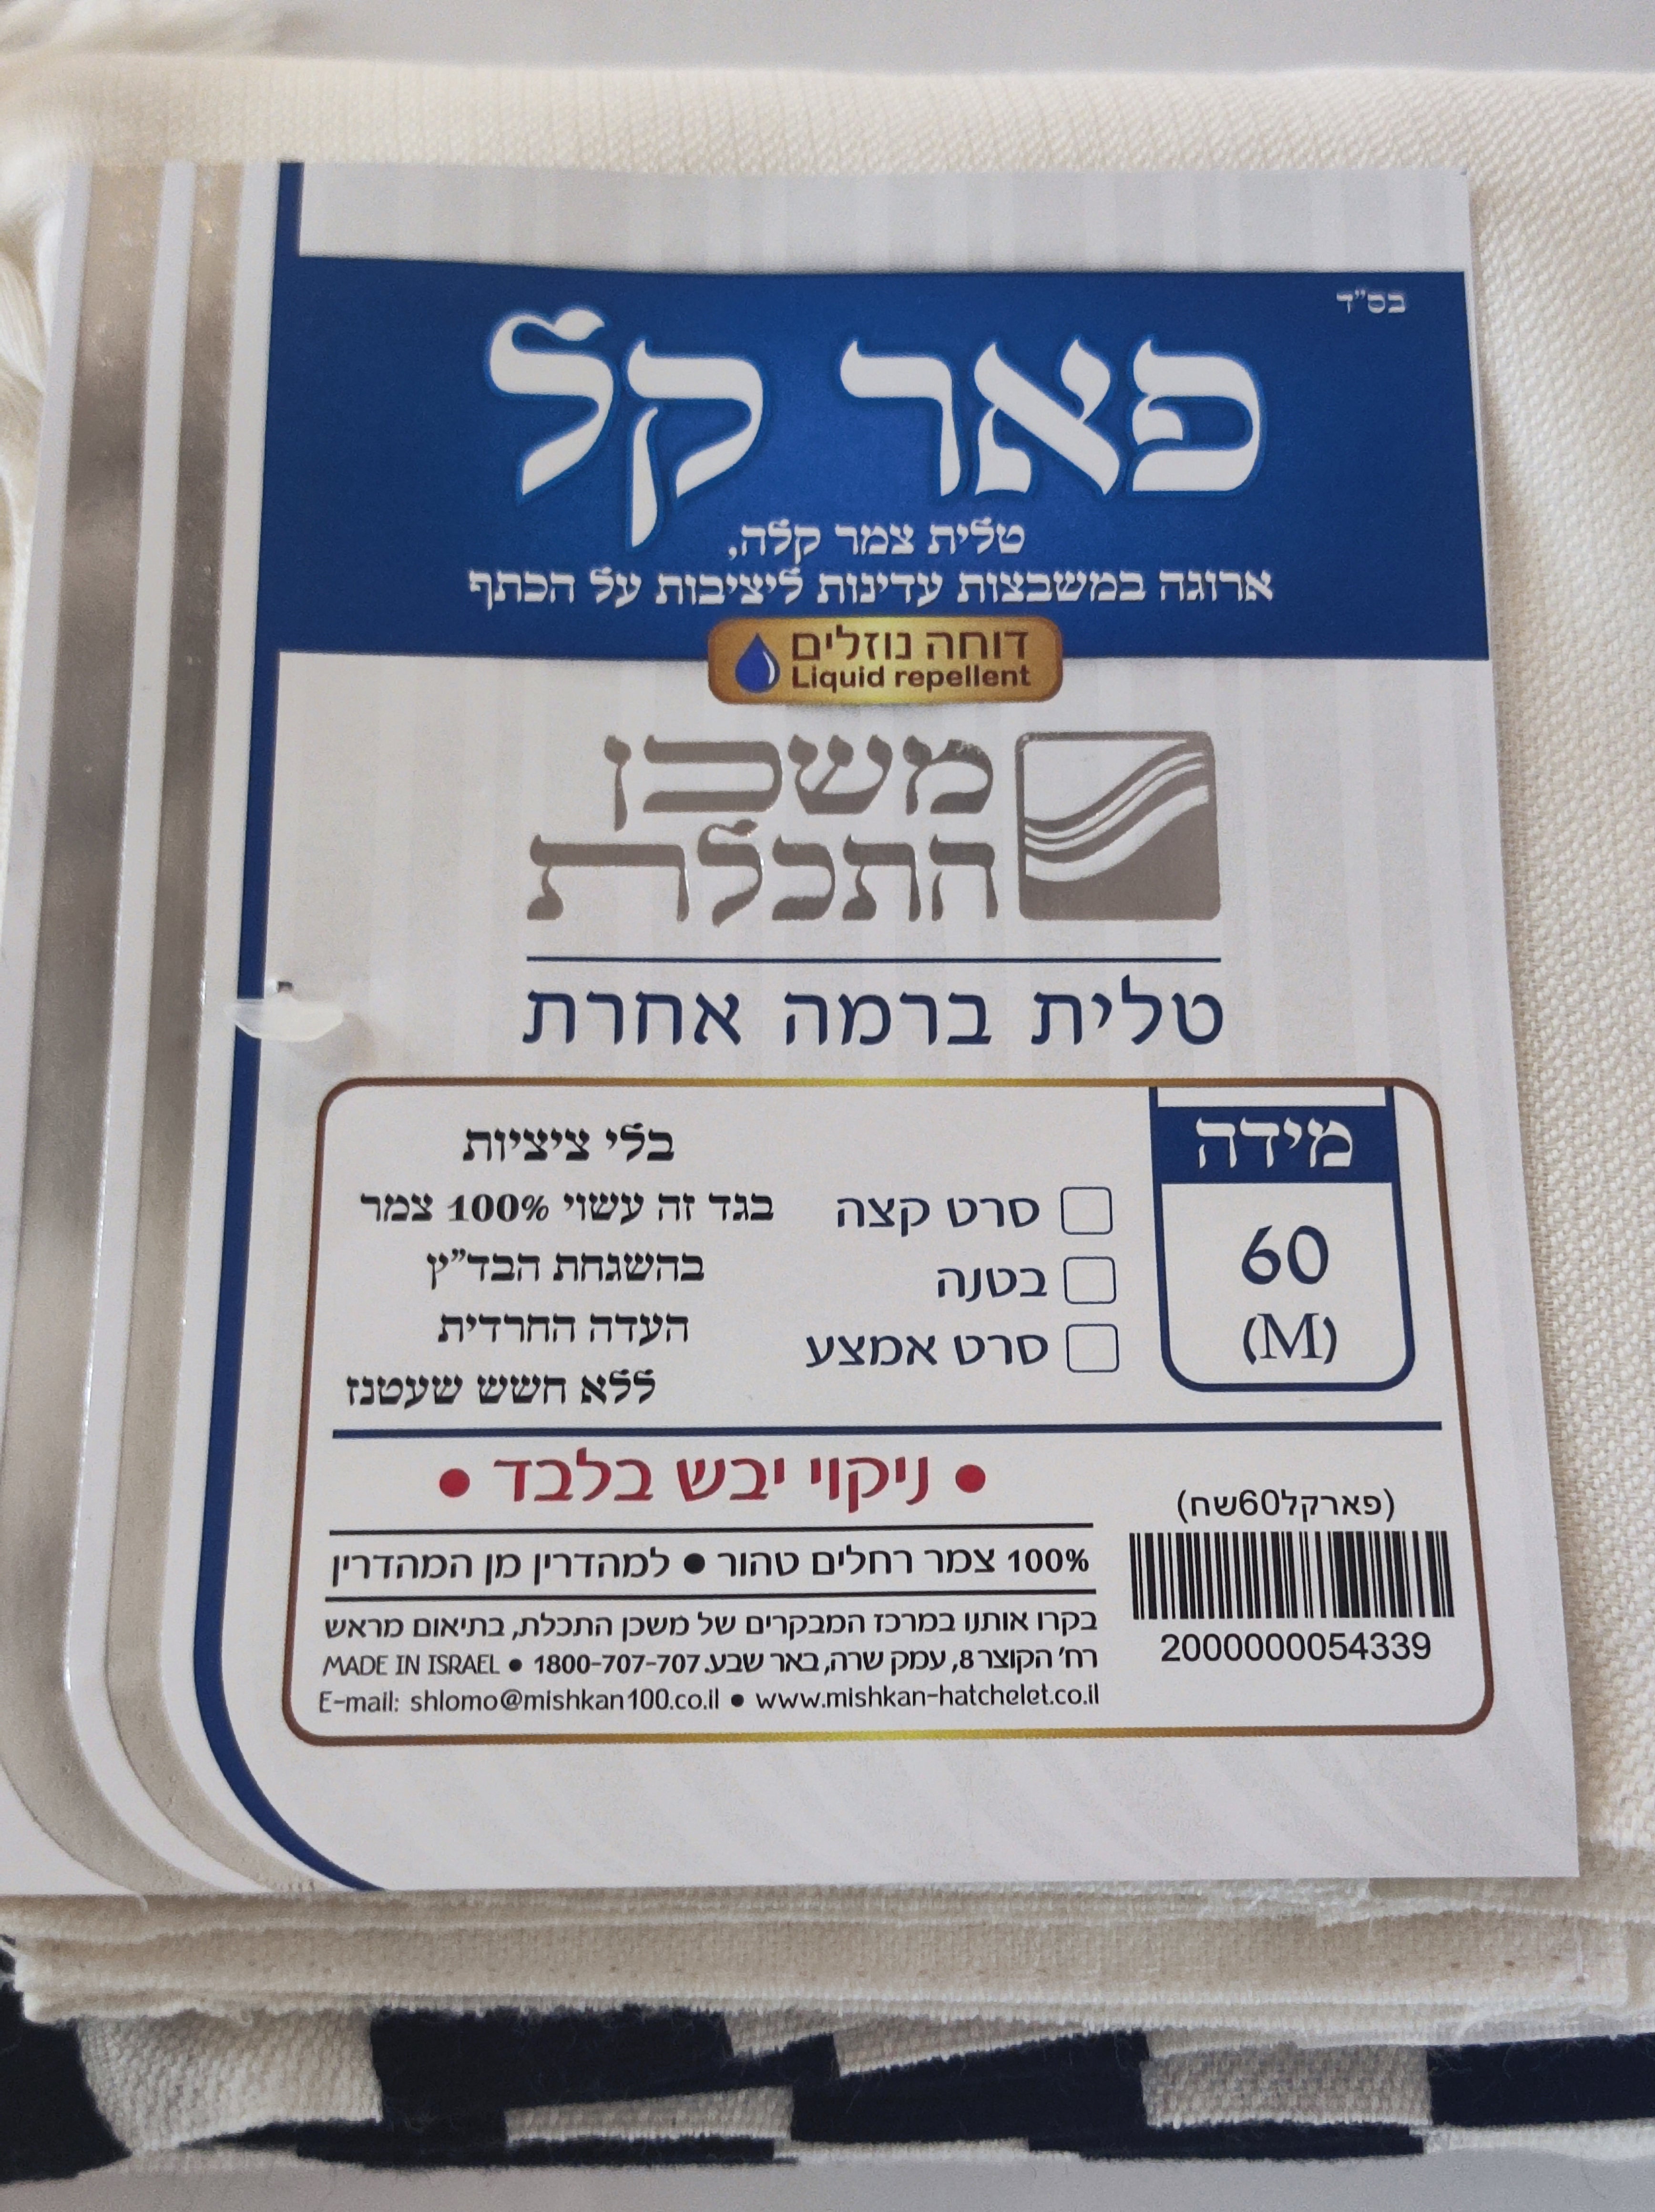 בס"ד
פאר קל
טלית צמר קלה,
ארוגה במשבצות עדינות ליציבות על הכתף
דוחה נוזלים
Liquid repellent
משכן
התכלת
טלית ברמה אחרת
מידה
60
(M)
סרט קצה
בטנה
סרט אמצע
בלי ציציות
בגד זה עשוי 100% צמר
בהשגחת הבד"ץ
העדה החרדית
ללא חשש שעטנז
• ניקוי יבש בלבד •
100% צמר רחלים טהור • למהדרין מן המהדרין
בקרו אותנו במרכז המבקרים של משכן התכלת, בתיאום מראש
רח' הקוצר 8, עמק שרה, באר שבע. 1800-707-707 • MADE IN ISRAEL
E-mail: shlomo@mishkan100.co.il • www.mishkan-hatchelet.co.il
(פארקל60שח)
2000000054339